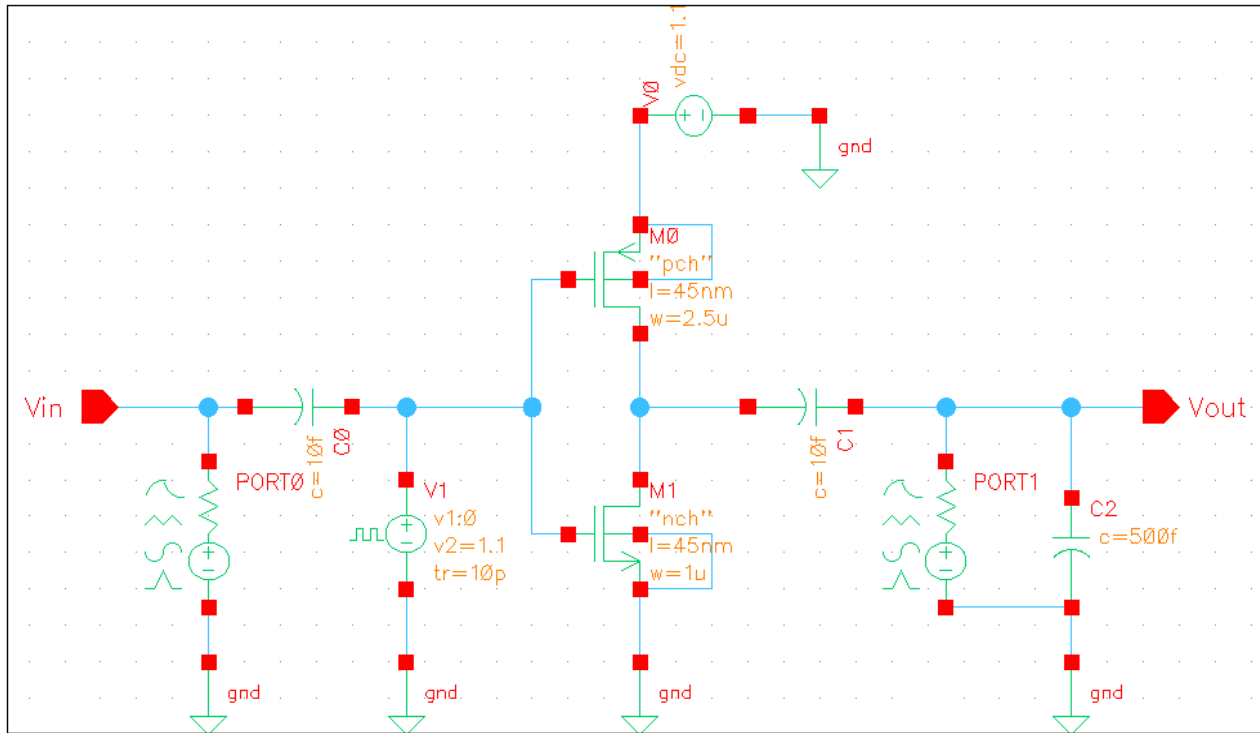 vdc=1.1
V0
gnd
M0
"pch"
l=45nm
w=2.5u
Vin
c=10f
C0
PORT0
V1
v1:0
v2=1.1
tr=10p
M1
"nch"
l=45nm
w=1u
c=10f
C1
PORT1
C2
c=500f
Vout
gnd
gnd
gnd
gnd